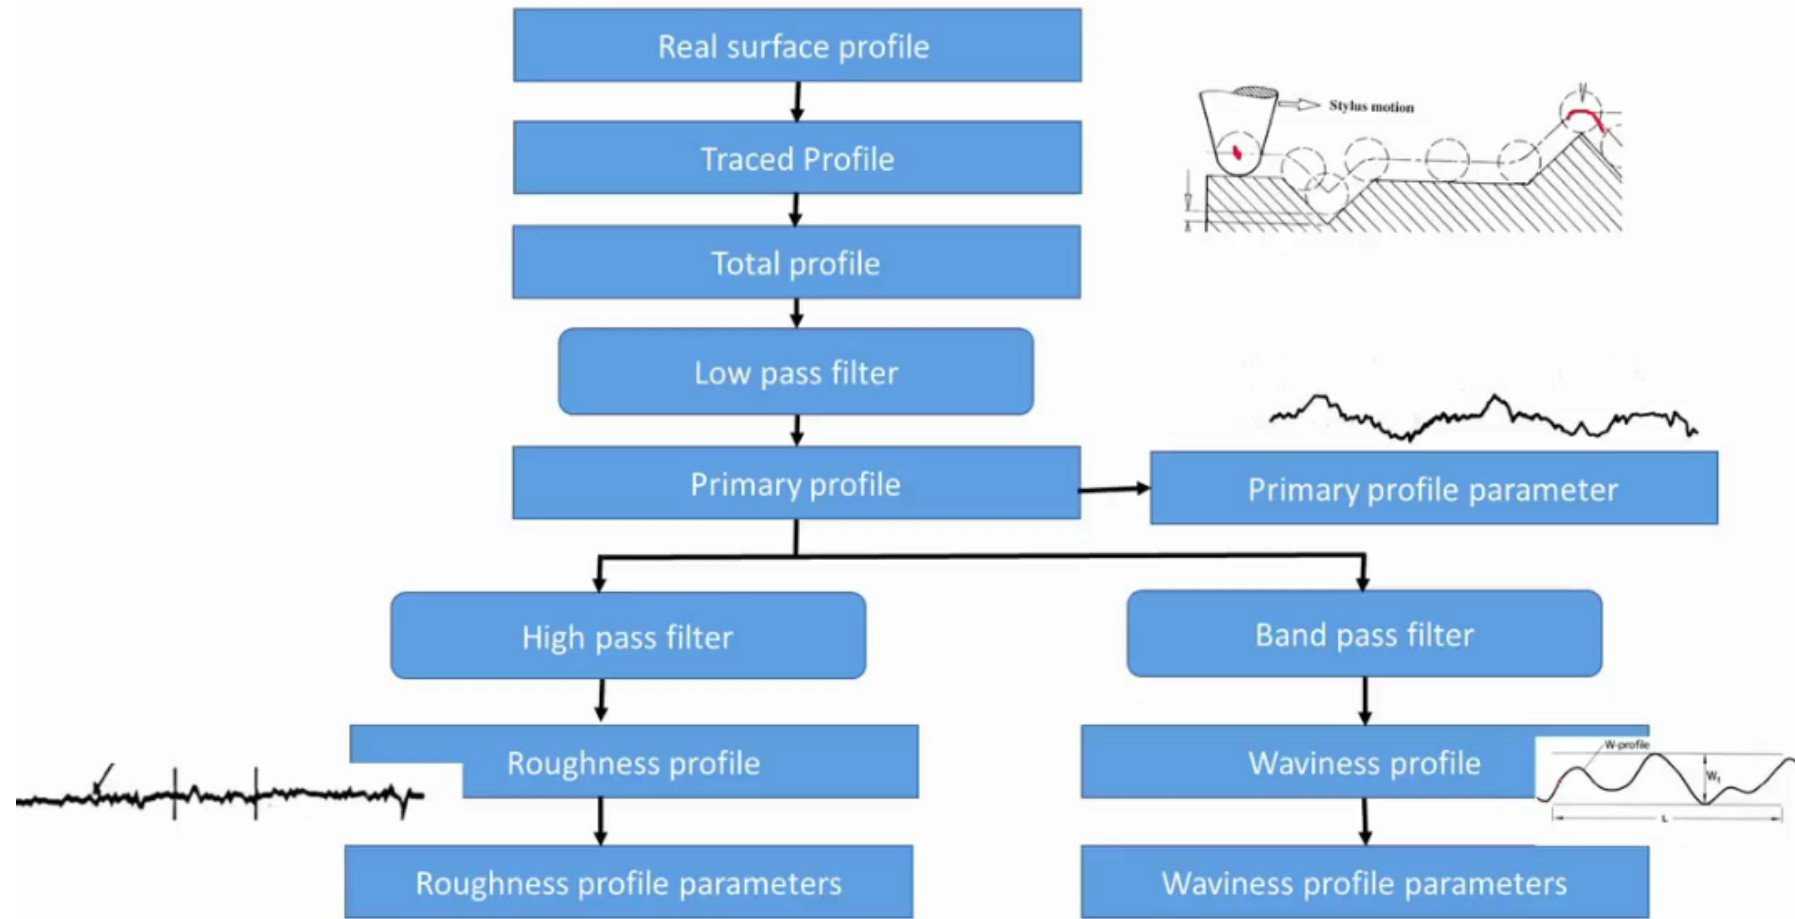 Real surface profile
Stylus motion
Traced Profile
Total profile
Low pass filter
Primary profile
Primary profile parameter
High pass filter
Band pass filter
Roughness profile
Waviness profile
W-profile
Wt
L
Roughness profile parameters
Waviness profile parameters